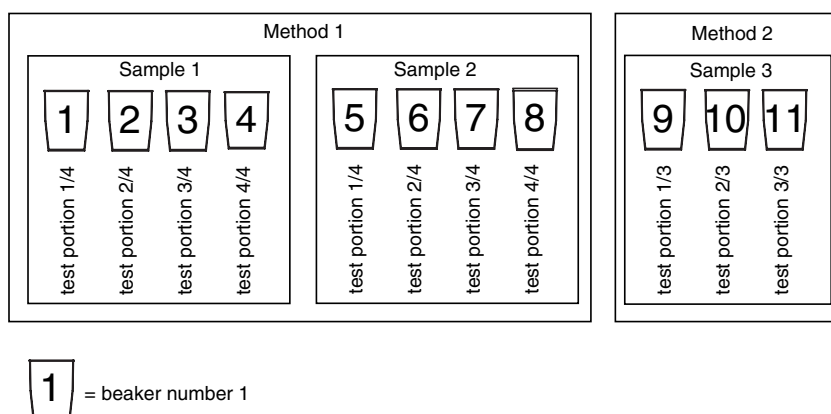 Method 1
Method 2
Sample 1
Sample 2
Sample 3
1 2 3 4 5 6 7 8 9 10 11
test portion 1/4
test portion 2/4
test portion 3/4
test portion 4/4
test portion 1/4
test portion 2/4
test portion 3/4
test portion 4/4
test portion 1/3
test portion 2/3
test portion 3/3
1 = beaker number 1